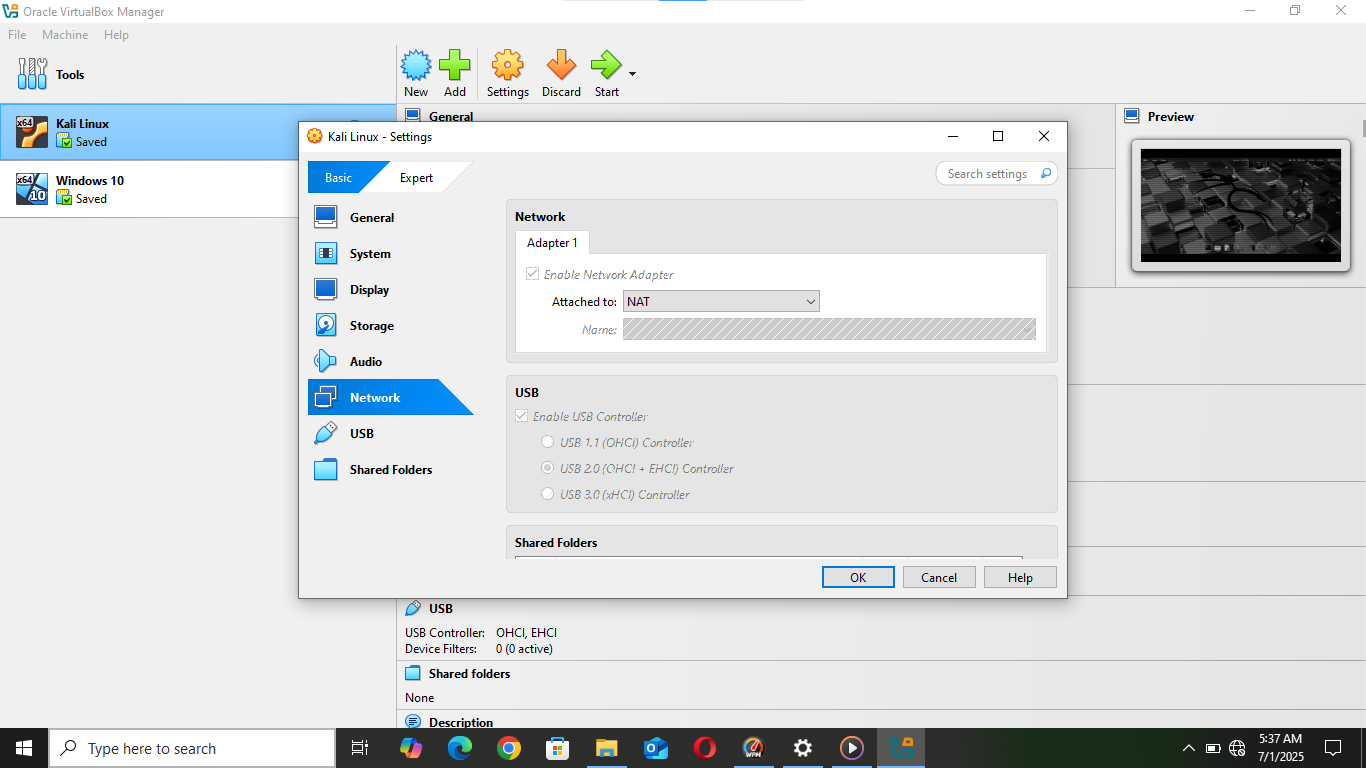 Oracle VirtualBox Manager
File Machine Help
Tools
New Add Settings Discard Start
x64
Kali Linux
Saved
x64
10
Windows 10
Saved
General
Preview
Kali Linux - Settings
Basic Expert
Search settings
General
System
Display
Storage
Audio
Network
USB
Shared Folders
Network
Adapter 1
Enable Network Adapter
Attached to: NAT
Name:
USB
Enable USB Controller
USB 1.1 (OHCI) Controller
USB 2.0 (OHCI + EHCI) Controller
USB 3.0 (xHCI) Controller
Shared Folders
OK Cancel Help
USB
USB Controller: OHCI, EHCI
Device Filters: 0 (0 active)
Shared folders
None
Description
Type here to search
WPM
5:37 AM
7/1/2025